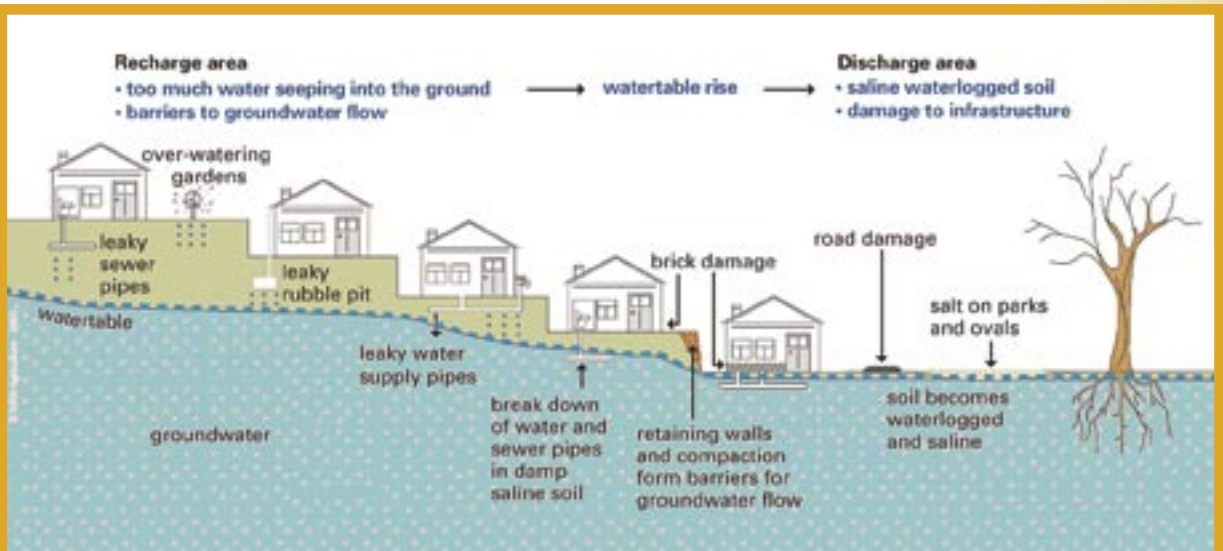 Recharge area
• too much water seeping into the ground
• barriers to groundwater flow
watertable rise
Discharge area
• saline waterlogged soil
• damage to infrastructure
over-watering
gardens
leaky
sewer
pipes
leaky
rubble pit
brick damage
road damage
salt on parks
and ovals
watertable
leaky water
supply pipes
groundwater
break down
of water and
sewer pipes
in damp
saline soil
retaining walls
and compaction
form barriers for
groundwater flow
soil becomes
waterlogged
and saline